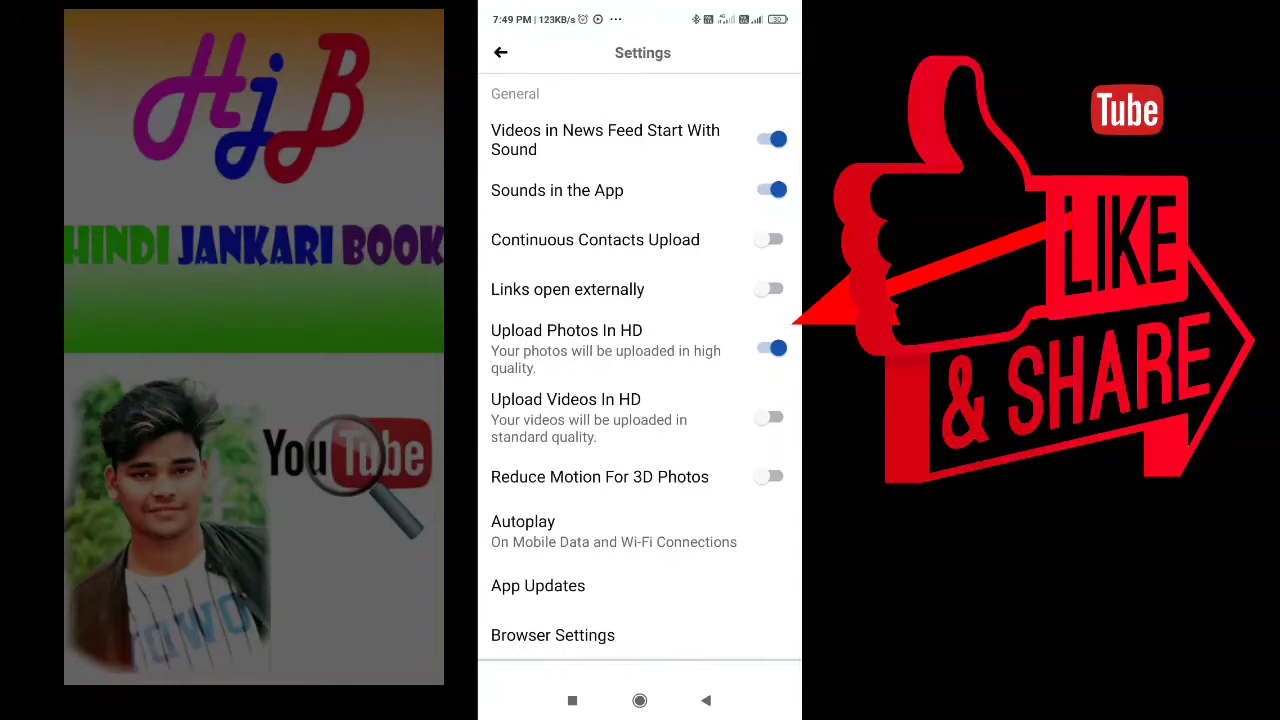 HjB
HINDI JANKARI BOOK
YouTube
7:49 PM | 123KB/s ...
4G
30
Settings
General
Videos in News Feed Start With
Sound
Sounds in the App
Continuous Contacts Upload
Links open externally
Upload Photos In HD
Your photos will be uploaded in high
quality.
Upload Videos In HD
Your videos will be uploaded in
standard quality.
Reduce Motion For 3D Photos
Autoplay
On Mobile Data and Wi-Fi Connections
App Updates
Browser Settings
Tube
LIKE
& SHARE